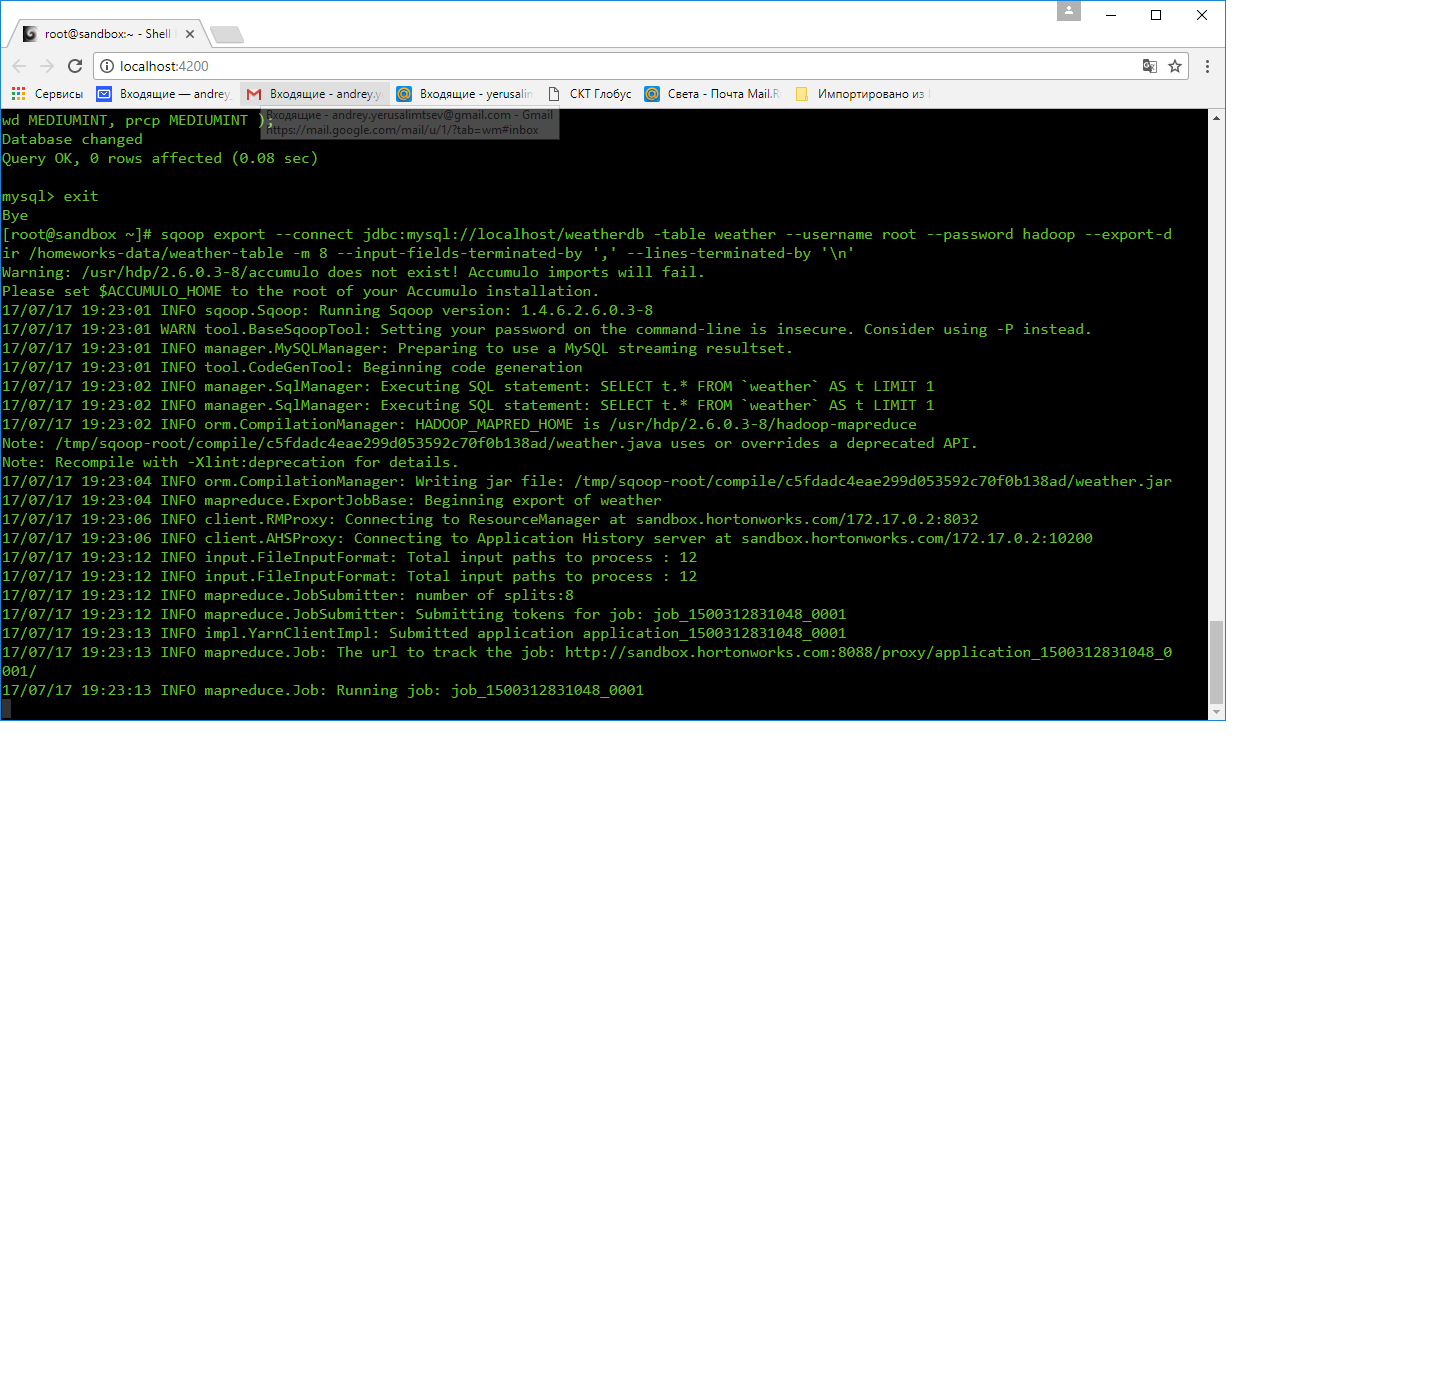 root@sandbox:~ - Shell
localhost:4200
Сервисы
Входящие — andrey
Входящие - andrey.y
Входящие - yerusalin
СКТ Глобус
Света - Почта Mail.R
Импортировано из
wd MEDIUMINT, prcp MEDIUMINT );
Входящие - andrey.yerusalimtsev@gmail.com - Gmail
https://mail.google.com/mail/u/1/?tab=wm#inbox
Database changed
Query OK, 0 rows affected (0.08 sec)
mysql> exit
Bye
[root@sandbox ~]# sqoop export --connect jdbc:mysql://localhost/weatherdb -table weather --username root --password hadoop --export-d
ir /homeworks-data/weather-table -m 8 --input-fields-terminated-by ',' --lines-terminated-by '\n'
Warning: /usr/hdp/2.6.0.3-8/accumulo does not exist! Accumulo imports will fail.
Please set $ACCUMULO_HOME to the root of your Accumulo installation.
17/07/17 19:23:01 INFO sqoop.Sqoop: Running Sqoop version: 1.4.6.2.6.0.3-8
17/07/17 19:23:01 WARN tool.BaseSqoopTool: Setting your password on the command-line is insecure. Consider using -P instead.
17/07/17 19:23:01 INFO manager.MySQLManager: Preparing to use a MySQL streaming resultset.
17/07/17 19:23:01 INFO tool.CodeGenTool: Beginning code generation
17/07/17 19:23:02 INFO manager.SqlManager: Executing SQL statement: SELECT t.* FROM `weather` AS t LIMIT 1
17/07/17 19:23:02 INFO manager.SqlManager: Executing SQL statement: SELECT t.* FROM `weather` AS t LIMIT 1
17/07/17 19:23:02 INFO orm.CompilationManager: HADOOP_MAPRED_HOME is /usr/hdp/2.6.0.3-8/hadoop-mapreduce
Note: /tmp/sqoop-root/compile/c5fdadc4eae299d053592c70f0b138ad/weather.java uses or overrides a deprecated API.
Note: Recompile with -Xlint:deprecation for details.
17/07/17 19:23:04 INFO orm.CompilationManager: Writing jar file: /tmp/sqoop-root/compile/c5fdadc4eae299d053592c70f0b138ad/weather.jar
17/07/17 19:23:04 INFO mapreduce.ExportJobBase: Beginning export of weather
17/07/17 19:23:06 INFO client.RMProxy: Connecting to ResourceManager at sandbox.hortonworks.com/172.17.0.2:8032
17/07/17 19:23:06 INFO client.AHSProxy: Connecting to Application History server at sandbox.hortonworks.com/172.17.0.2:10200
17/07/17 19:23:12 INFO input.FileInputFormat: Total input paths to process : 12
17/07/17 19:23:12 INFO input.FileInputFormat: Total input paths to process : 12
17/07/17 19:23:12 INFO mapreduce.JobSubmitter: number of splits:8
17/07/17 19:23:12 INFO mapreduce.JobSubmitter: Submitting tokens for job: job_1500312831048_0001
17/07/17 19:23:13 INFO impl.YarnClientImpl: Submitted application application_1500312831048_0001
17/07/17 19:23:13 INFO mapreduce.Job: The url to track the job: http://sandbox.hortonworks.com:8088/proxy/application_1500312831048_0
001/
17/07/17 19:23:13 INFO mapreduce.Job: Running job: job_1500312831048_0001